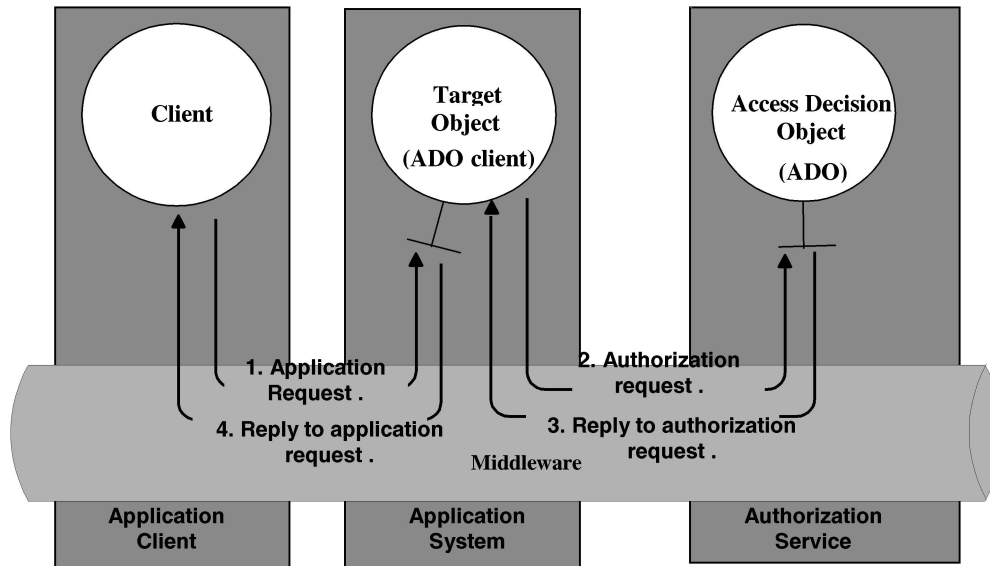 Client
Target
Object
(ADO client)
Access Decision
Object
(ADO)
1. Application
Request .
2. Authorization
request .
4. Reply to application
request .
3. Reply to authorization
request .
Middleware
Application
Client
Application
System
Authorization
Service